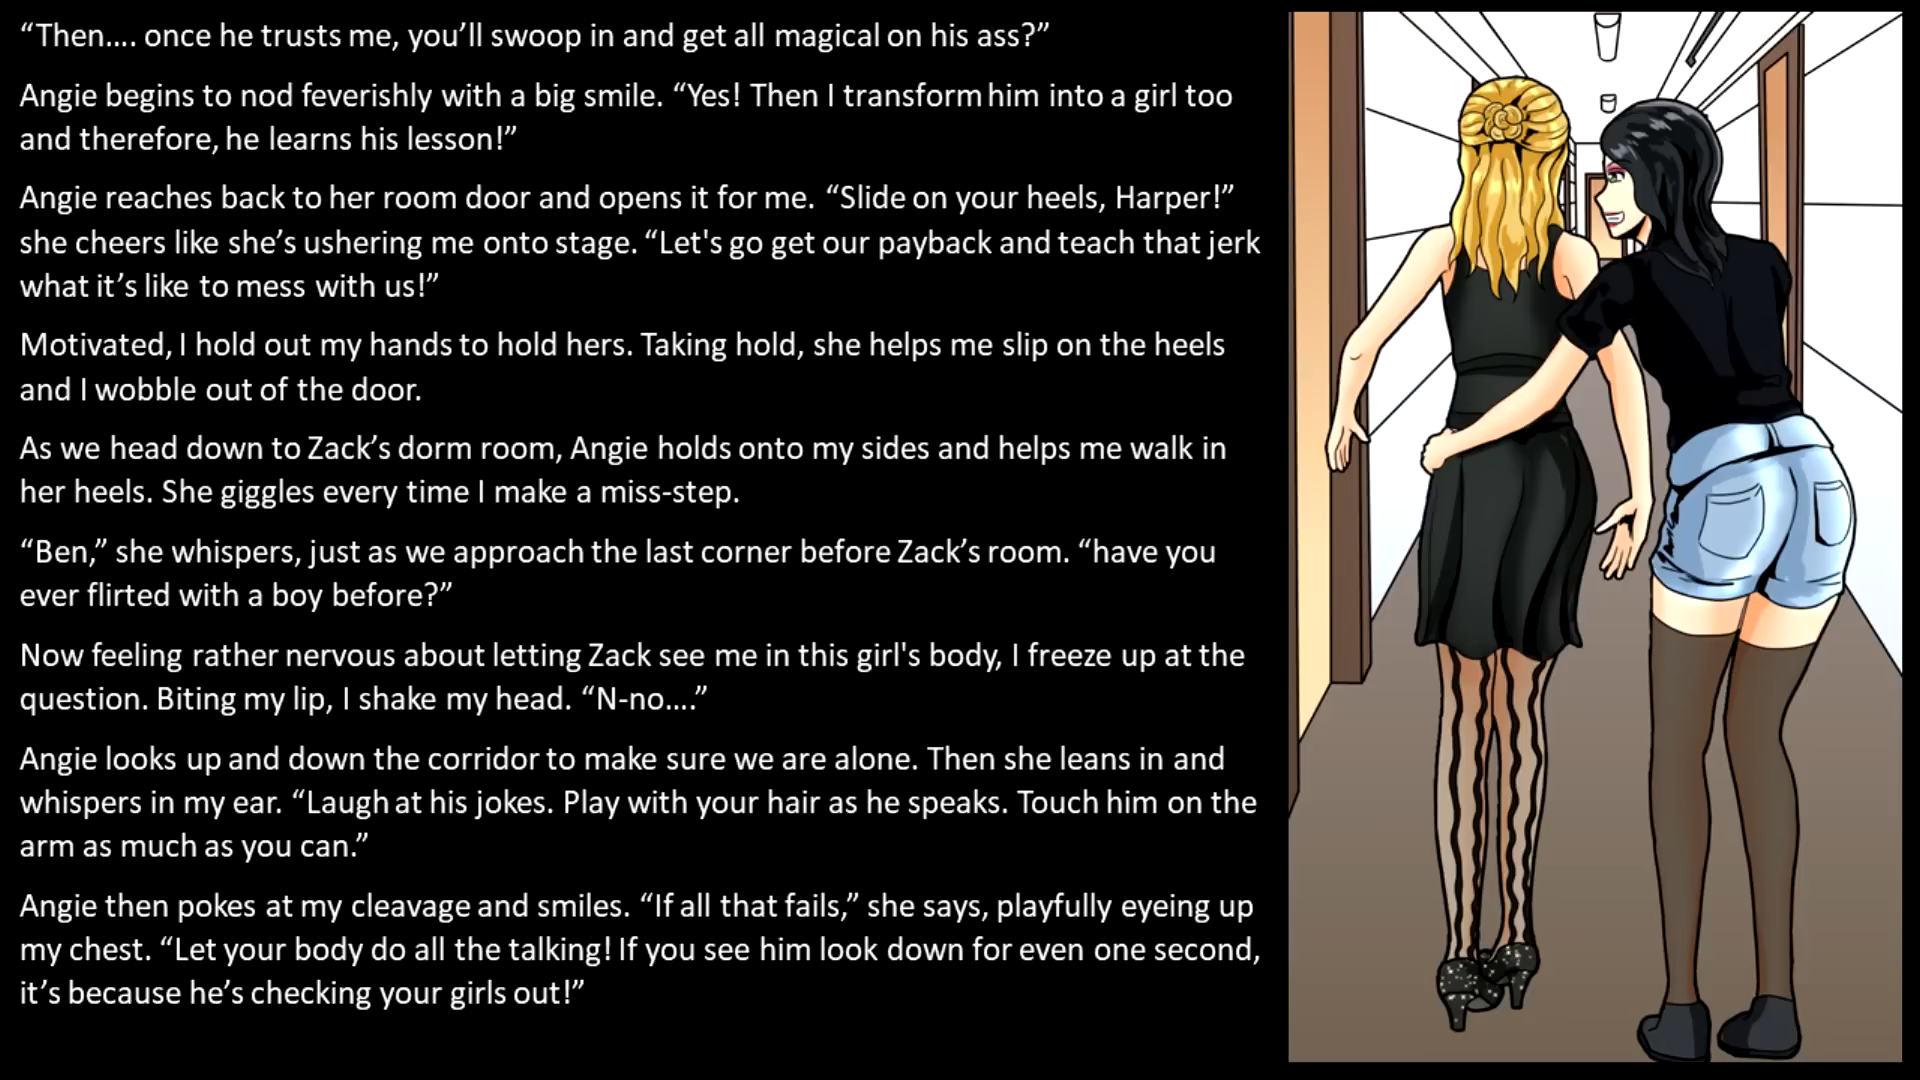 “Then.... once he trusts me, you’ll swoop in and get all magical on his ass?”
Angie begins to nod feverishly with a big smile. “Yes! Then I transform him into a girl too
and therefore, he learns his lesson!”
Angie reaches back to her room door and opens it for me. “Slide on your heels, Harper!”
she cheers like she’s ushering me onto stage. “Let's go get our payback and teach that jerk
what it’s like to mess with us!”
Motivated, I hold out my hands to hold hers. Taking hold, she helps me slip on the heels
and I wobble out of the door.
As we head down to Zack’s dorm room, Angie holds onto my sides and helps me walk in
her heels. She giggles every time I make a miss-step.
“Ben,” she whispers, just as we approach the last corner before Zack’s room. “have you
ever flirted with a boy before?”
Now feeling rather nervous about letting Zack see me in this girl's body, I freeze up at the
question. Biting my lip, I shake my head. “N-no....”
Angie looks up and down the corridor to make sure we are alone. Then she leans in and
whispers in my ear. “Laugh at his jokes. Play with your hair as he speaks. Touch him on the
arm as much as you can.”
Angie then pokes at my cleavage and smiles. “If all that fails,” she says, playfully eyeing up
my chest. “Let your body do all the talking! If you see him look down for even one second,
it’s because he’s checking your girls out!”